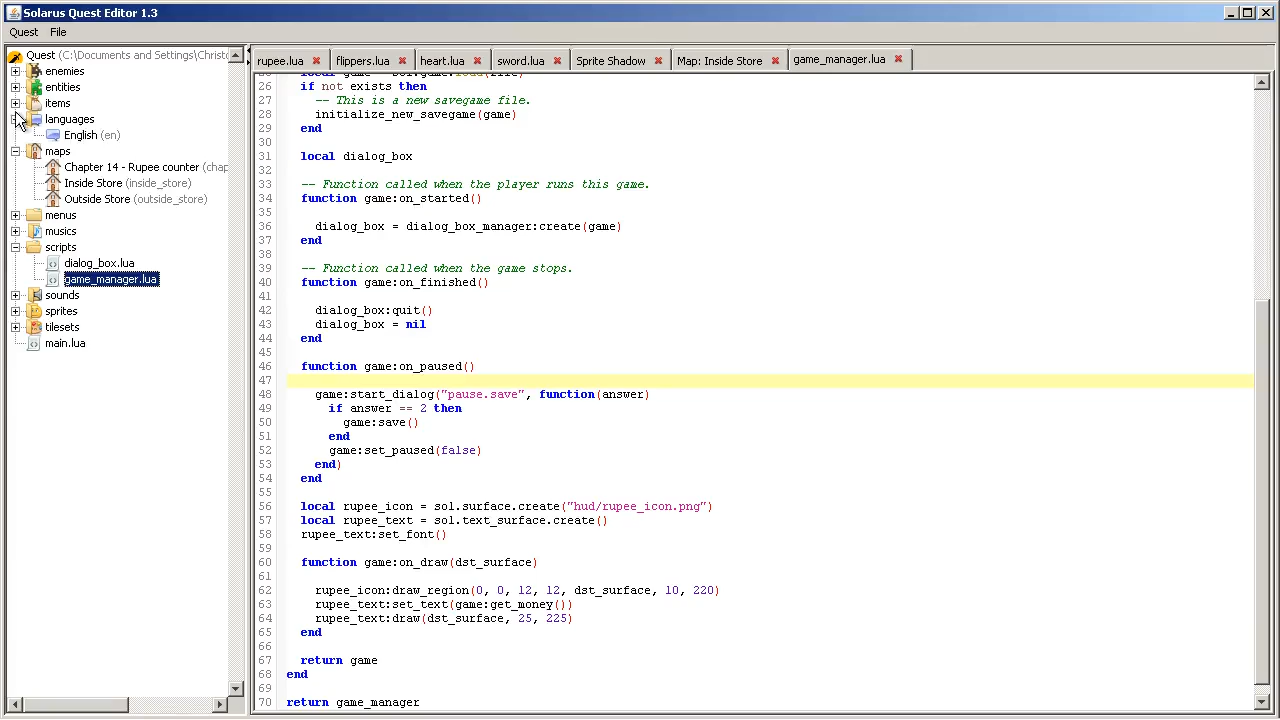 Solarus Quest Editor 1.3
Quest File
Quest (C:\Documents and Settings\Christo
enemies
entities
items
languages
English (en)
maps
Chapter 14 - Rupee counter (chap
Inside Store (inside_store)
Outside Store (outside_store)
menus
musics
scripts
dialog_box.lua
game_manager.lua
sounds
sprites
tilesets
main.lua
rupee.lua flippers.lua heart.lua sword.lua Sprite Shadow Map: Inside Store game_manager.lua
26 if not exists then
27 -- This is a new savegame file.
28 initialize_new_savegame(game)
29 end
30
31 local dialog_box
32
33 -- Function called when the player runs this game.
34 function game:on_started()
35
36 dialog_box = dialog_box_manager:create(game)
37 end
38
39 -- Function called when the game stops.
40 function game:on_finished()
41
42 dialog_box:quit()
43 dialog_box = nil
44 end
45
46 function game:on_paused()
47
48 game:start_dialog("pause.save", function(answer)
49 if answer == 2 then
50 game:save()
51 end
52 game:set_paused(false)
53 end)
54 end
55
56 local rupee_icon = sol.surface.create("hud/rupee_icon.png")
57 local rupee_text = sol.text_surface.create()
58 rupee_text:set_font()
59
60 function game:on_draw(dst_surface)
61
62 rupee_icon:draw_region(0, 0, 12, 12, dst_surface, 10, 220)
63 rupee_text:set_text(game:get_money())
64 rupee_text:draw(dst_surface, 25, 225)
65 end
66
67 return game
68 end
69
70 return game_manager